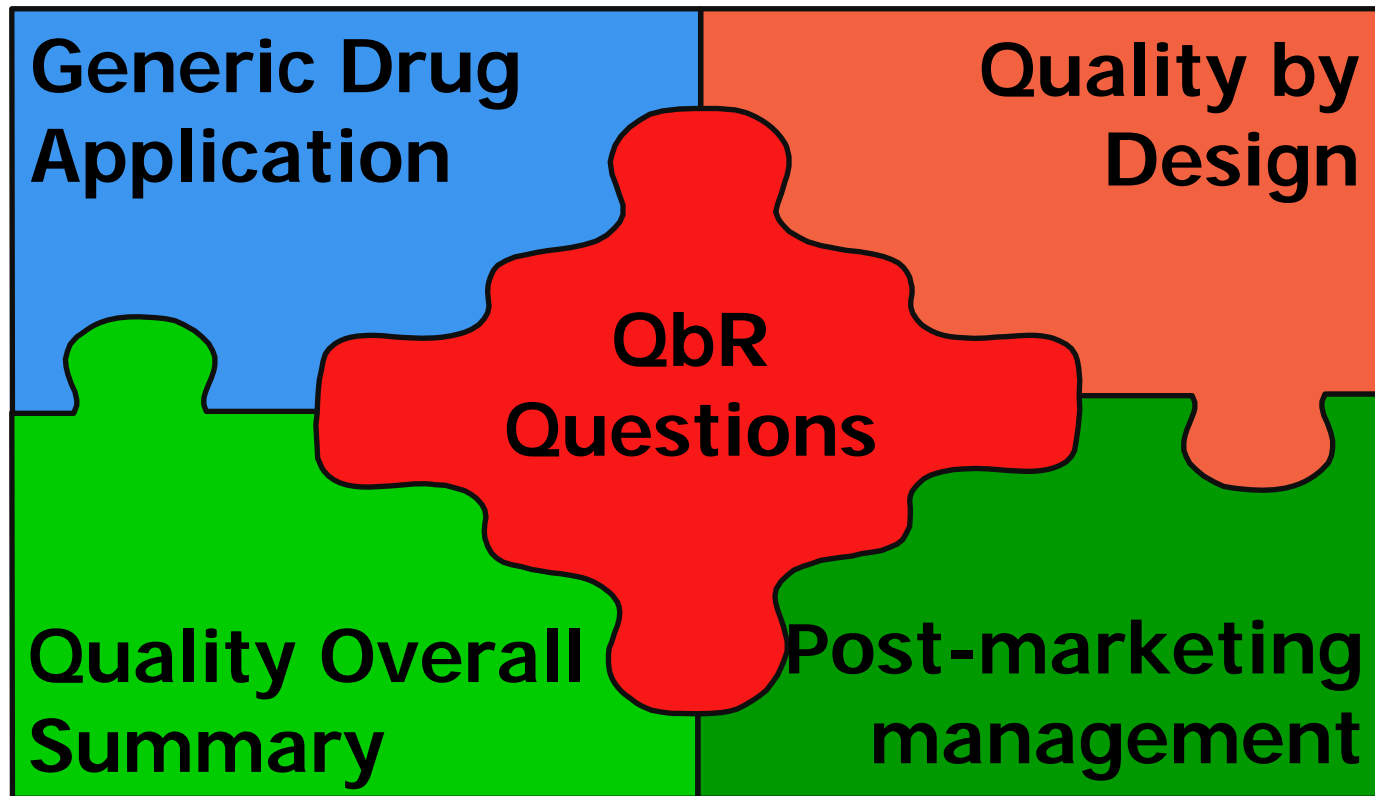 Generic Drug
Application
Quality by
Design
QbR
Questions
Quality Overall
Summary
Post-marketing
management